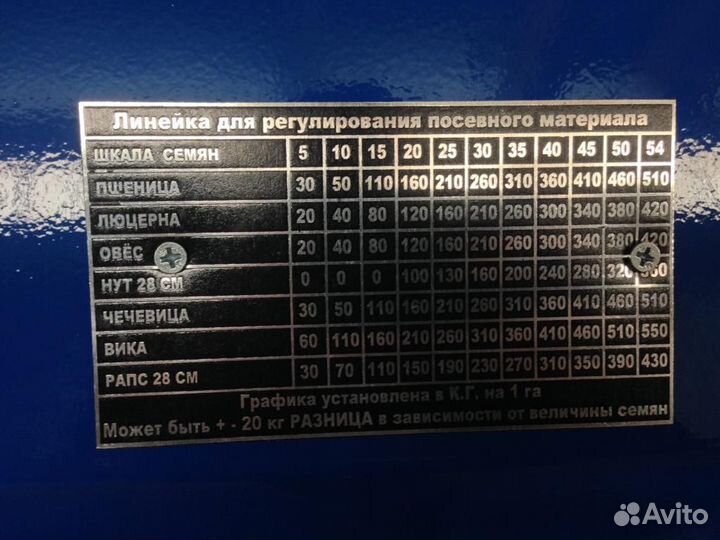 Линейка для регулирования посевного материала
ШКАЛА СЕМЯН 5 10 15 20 25 30 35 40 45 50 54
ПШЕНИЦА 30 50 110 160 210 260 310 360 410 460 510
ЛЮЦЕРНА 20 40 80 120 160 210 260 300 340 380 420
ОВЁС 20 40 80 120 160 210 260 300 340 380 420
НУТ 28 СМ 0 0 0 100 130 160 200 240 280 320
ЧЕЧЕВИЦА 30 50 110 160 210 260 310 360 410 460 510
ВИКА 60 110 160 210 260 310 360 410 460 510 550
РАПС 28 СМ 30 70 110 150 190 230 270 310 350 390 430
Графика установлена в К.Г. на 1 га
Может быть + - 20 кг РАЗНИЦА в зависимости от величины семян
Avito